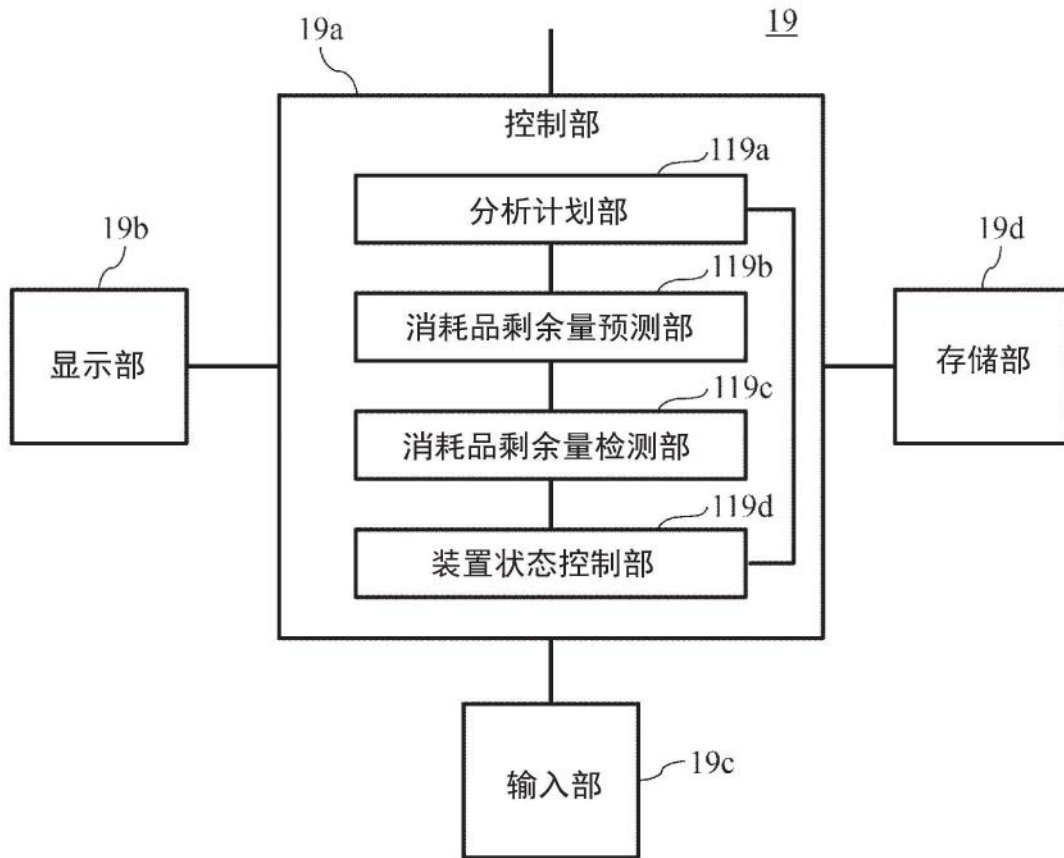 19
19a
控制部
119a
分析计划部
19b
19d
119b
消耗品剩余量预测部
显示部
存储部
119c
消耗品剩余量检测部
119d
装置状态控制部
19c
输入部